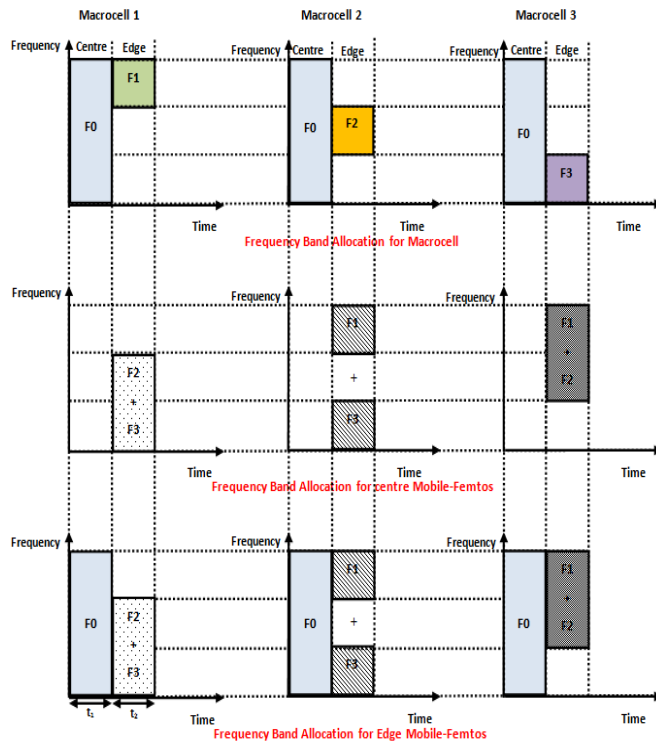 Macrocell 1 Macrocell 2 Macrocell 3
Frequency Centre Edge Frequency Centre Edge Frequency Centre Edge
F1
F0 F0 F2 F0
F3
Time Time Time
Frequency Band Allocation for Macrocell
Frequency Frequency Frequency
F1 F1
F2 + +
+ F2
F3 F3
Time Time Time
Frequency Band Allocation for centre Mobile-Femtos
Frequency Frequency Frequency
F1 F1
F2 + +
F0 + F0 F0 F2
F3 F3
t₁ t₂ Time Time Time
Frequency Band Allocation for Edge Mobile-Femtos